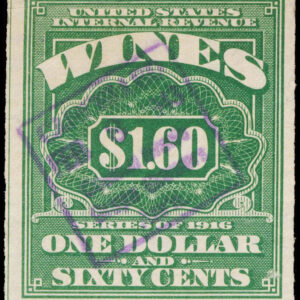 UNITED STATES
INTERNAL REVENUE
WINES
$1.60
SERIES OF 1916
ONE DOLLAR
AND
SIXTY CENTS